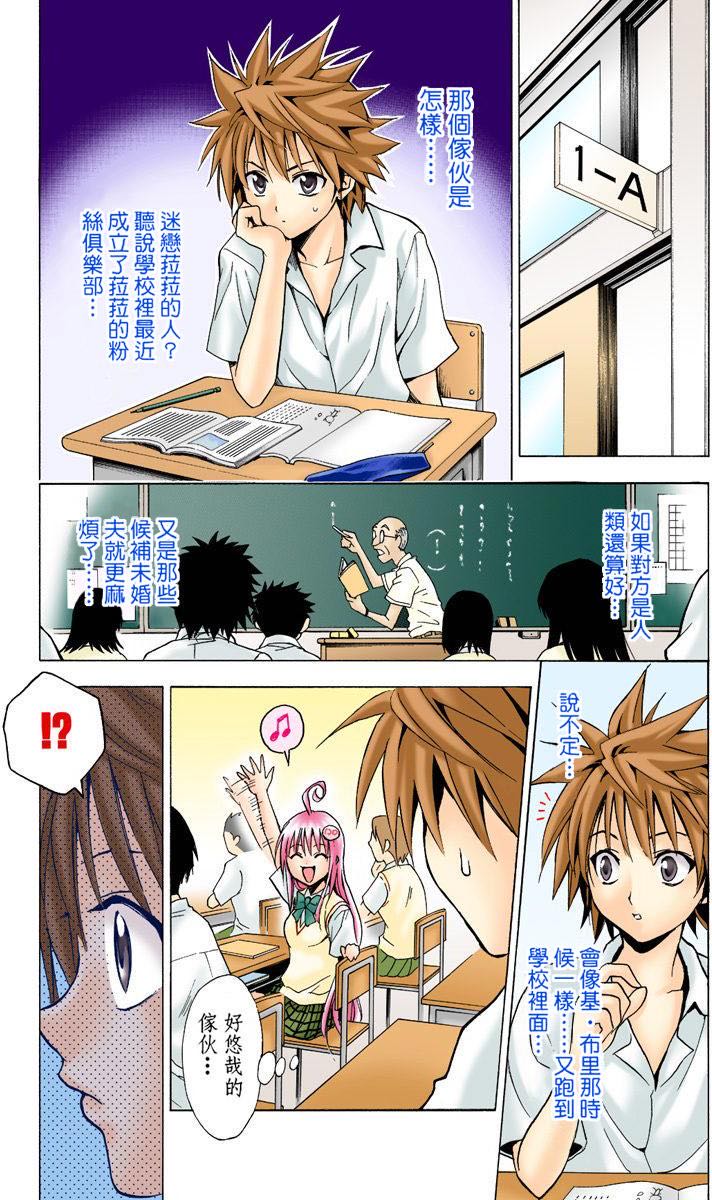 1-A
那個傢伙是
怎樣……
迷戀菈菈的人？
聽說學校裡最近
成立了菈菈的粉
絲俱樂部…
如果對方是人
類還算好…
又是那些
候補未婚
夫就更麻
煩了……
說不定…
會像基·布里那時
候一樣……又跑到
學校裡面…
好悠哉的
傢伙…
!?